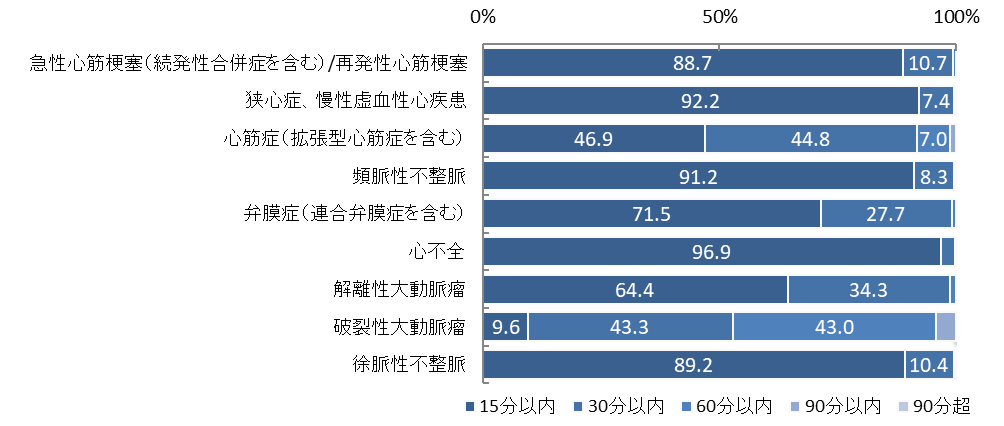 0% 50% 100%
急性心筋梗塞（続発性合併症を含む）/再発性心筋梗塞 88.7 10.7
狭心症、慢性虚血性心疾患 92.2 7.4
心筋症（拡張型心筋症を含む） 46.9 44.8 7.0
頻脈性不整脈 91.2 8.3
弁膜症（連合弁膜症を含む） 71.5 27.7
心不全 96.9
解離性大動脈瘤 64.4 34.3
破裂性大動脈瘤 9.6 43.3 43.0
徐脈性不整脈 89.2 10.4
15分以内 30分以内 60分以内 90分以内 90分超